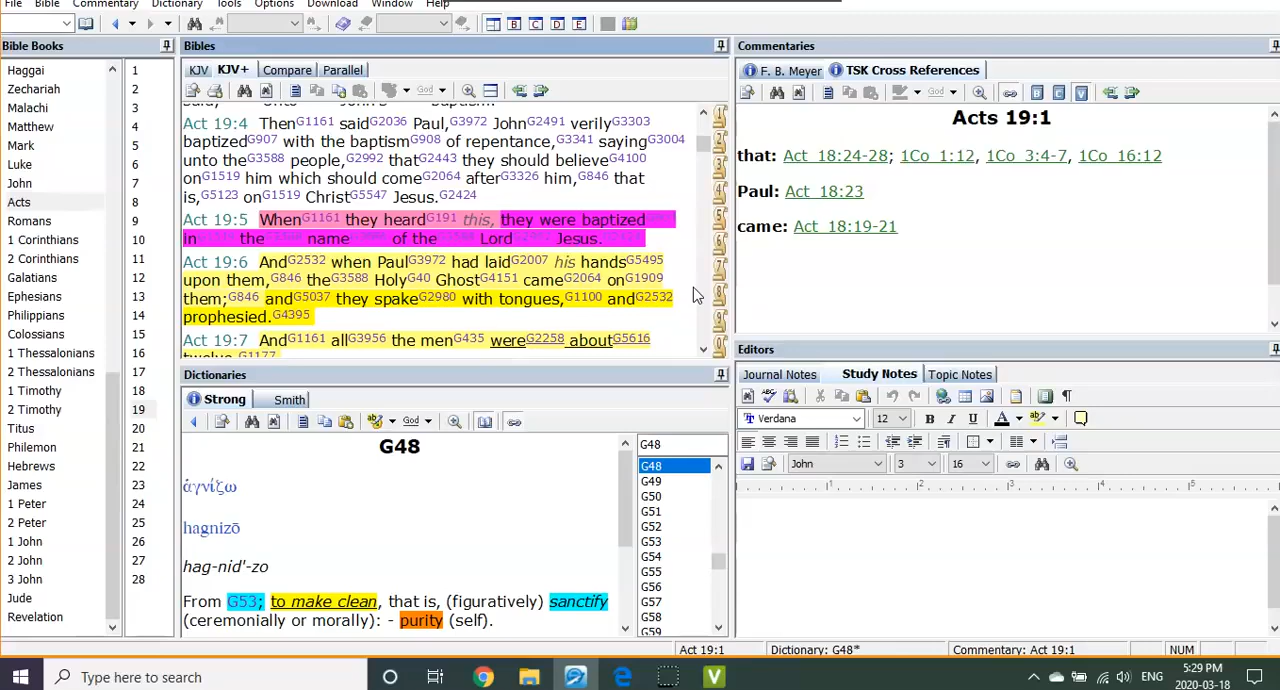 File Bible Commentary Dictionary Tools Options Download Window Help
God
B C D E
Bible Books
Haggai
Zechariah
Malachi
Matthew
Mark
Luke
John
Acts
Romans
1 Corinthians
2 Corinthians
Galatians
Ephesians
Philippians
Colossians
1 Thessalonians
2 Thessalonians
1 Timothy
2 Timothy
Titus
Philemon
Hebrews
James
1 Peter
2 Peter
1 John
2 John
3 John
Jude
Revelation
1
2
3
4
5
6
7
8
9
10
11
12
13
14
15
16
17
18
19
20
21
22
23
24
25
26
27
28
Bibles
KJV KJV+ Compare Parallel
God
Act 19:4 ThenG1161 saidG2036 Paul,G3972 JohnG2491 verilyG3303
baptizedG907 with the baptismG908 of repentance,G3341 sayingG3004
unto theG3588 people,G2992 thatG2443 they should believeG4100
onG1519 him which should comeG2064 afterG3326 him,G846 that
is,G5123 onG1519 ChristG5547 Jesus.G2424
Act 19:5 WhenG1161 they heardG191 this, they were baptized
in the name of the Lord Jesus.
Act 19:6 AndG2532 when PaulG3972 had laidG2007 his handsG5495
upon them,G846 theG3588 HolyG40 GhostG4151 cameG2064 onG1909
them;G846 andG5037 they spakeG2980 with tongues,G1100 andG2532
prophesied.G4395
Act 19:7 AndG1161 allG3956 the menG435 wereG2258 aboutG5616
twelve.G1177
Dictionaries
Strong Smith
God
G48
ἁγνίζω
hagnizō
hag-nid'-zo
From G53; to make clean, that is, (figuratively) sanctify
(ceremonially or morally): - purity (self).
G48
G48
G49
G50
G51
G52
G53
G54
G55
G56
G57
G58
G59
Commentaries
F. B. Meyer TSK Cross References
God
B C V
Acts 19:1
that: Act 18:24-28; 1Co 1:12, 1Co 3:4-7, 1Co 16:12
Paul: Act 18:23
came: Act 18:19-21
Editors
Journal Notes Study Notes Topic Notes
Verdana 12 B I U A
John 3 16
1 2 3 4 5
Act 19:1 Dictionary: G48* Commentary: Act 19:1 NUM
Type here to search
ENG
5:29 PM
2020-03-18